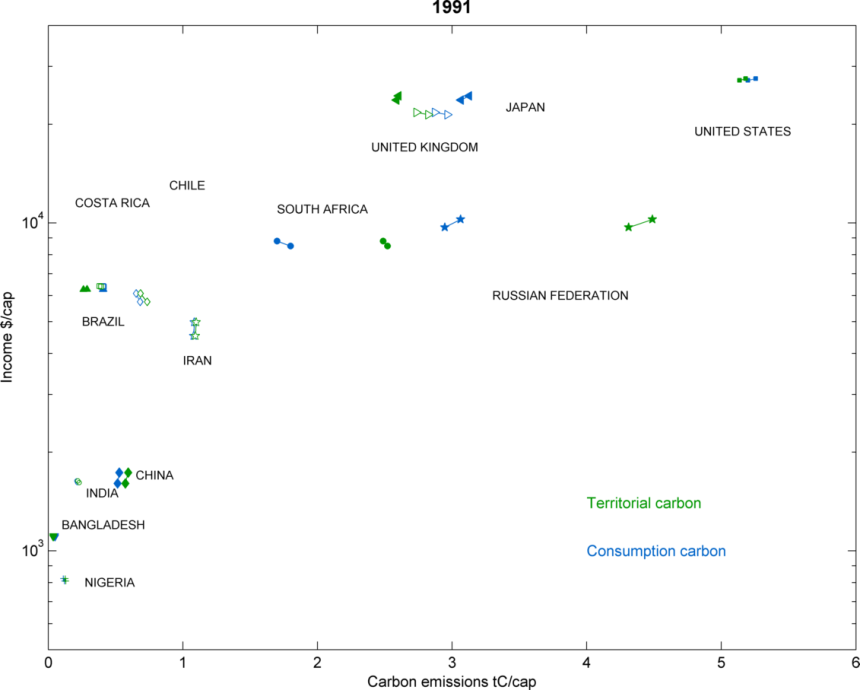 1991
JAPAN
UNITED STATES
UNITED KINGDOM
CHILE
COSTA RICA
SOUTH AFRICA
10^4
RUSSIAN FEDERATION
BRAZIL
IRAN
Income $/cap
CHINA
INDIA
Territorial carbon
BANGLADESH
Consumption carbon
10^3
NIGERIA
0 1 2 3 4 5 6
Carbon emissions tC/cap